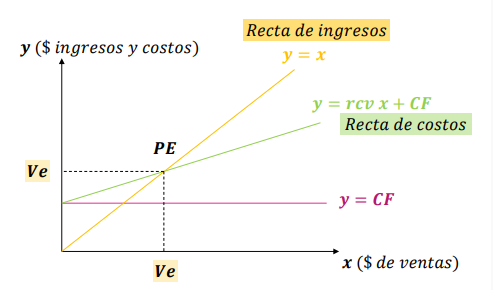 Recta de ingresos
y ($ ingresos y costos)
y = x
y = rcv x + CF
Recta de costos
PE
Ve
y = CF
Ve
x ($ de ventas)